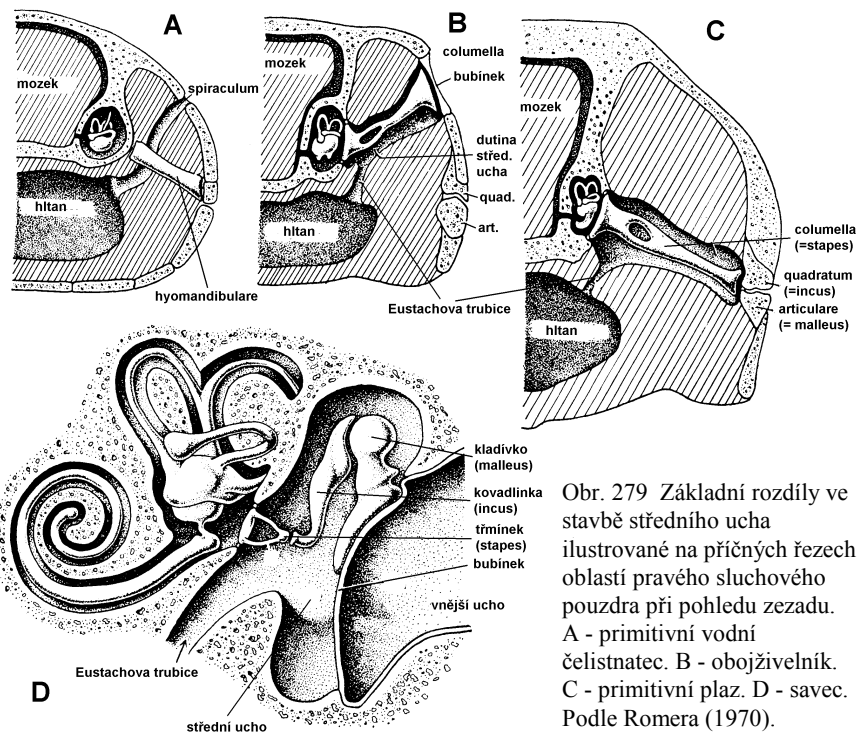 A
mozek
spiraculum
hltan
hyomandibulare
B
mozek
columella
bubínek
dutina
střed.
ucha
quad.
art.
hltan
Eustachova trubice
C
mozek
columella
(=stapes)
quadratum
(=incus)
articulare
(= malleus)
hltan
D
kladívko
(malleus)
kovadlinka
(incus)
třmínek
(stapes)
bubínek
vnější ucho
Eustachova trubice
střední ucho
Obr. 279 Základní rozdíly ve
stavbě středního ucha
ilustrované na příčných řezech
oblastí pravého sluchového
pouzdra při pohledu zezadu.
A - primitivní vodní
čelistnatec. B - obojživelník.
C - primitivní plaz. D - savec.
Podle Romera (1970).